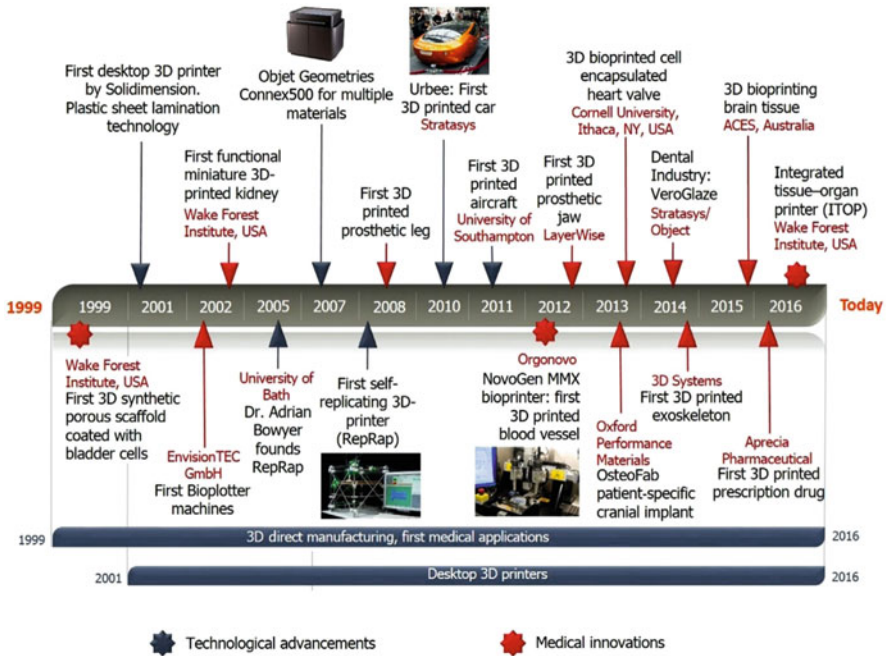 First desktop 3D printer
by Solidimension.
Plastic sheet lamination
technology
First functional
miniature 3D-
printed kidney
Wake Forest
Institute, USA
Objet Geometries
Connex500 for multiple
materials
First 3D
printed
prosthetic leg
Urbee: First
3D printed car
Stratasys
First 3D
printed
aircraft
University of
Southampton
First 3D
printed
prosthetic
jaw
LayerWise
3D bioprinted cell
encapsulated
heart valve
Cornell University,
Ithaca, NY, USA
Dental
Industry:
VeroGlaze
Stratasys/
Object
3D bioprinting
brain tissue
ACES, Australia
Integrated
tissue–organ
printer (ITOP)
Wake Forest
Institute, USA
1999 1999 2001 2002 2005 2007 2008 2010 2011 2012 2013 2014 2015 2016 Today
Wake Forest
Institute, USA
First 3D synthetic
porous scaffold
coated with
bladder cells
EnvisionTEC
GmbH
First Bioplotter
machines
University of
Bath
Dr. Adrian
Bowyer
founds
RepRap
First self-
replicating 3D-
printer
(RepRap)
Orgonovo
NovoGen MMX
bioprinter: first
3D printed
blood vessel
Oxford
Performance
Materials
OsteoFab
patient-specific
cranial implant
3D Systems
First 3D printed
exoskeleton
Aprecia
Pharmaceutical
First 3D printed
prescription drug
1999 3D direct manufacturing, first medical applications 2016
2001 Desktop 3D printers 2016
Technological advancements
Medical innovations